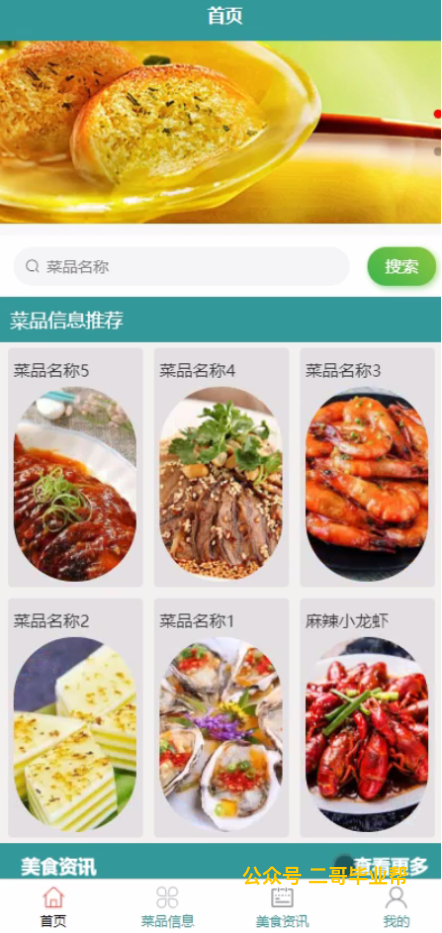 首页
菜品名称
搜索
菜品信息推荐
菜品名称5
菜品名称4
菜品名称3
菜品名称2
菜品名称1
麻辣小龙虾
美食资讯
查看更多
公众号 二哥毕业帮
首页
菜品信息
美食资讯
我的